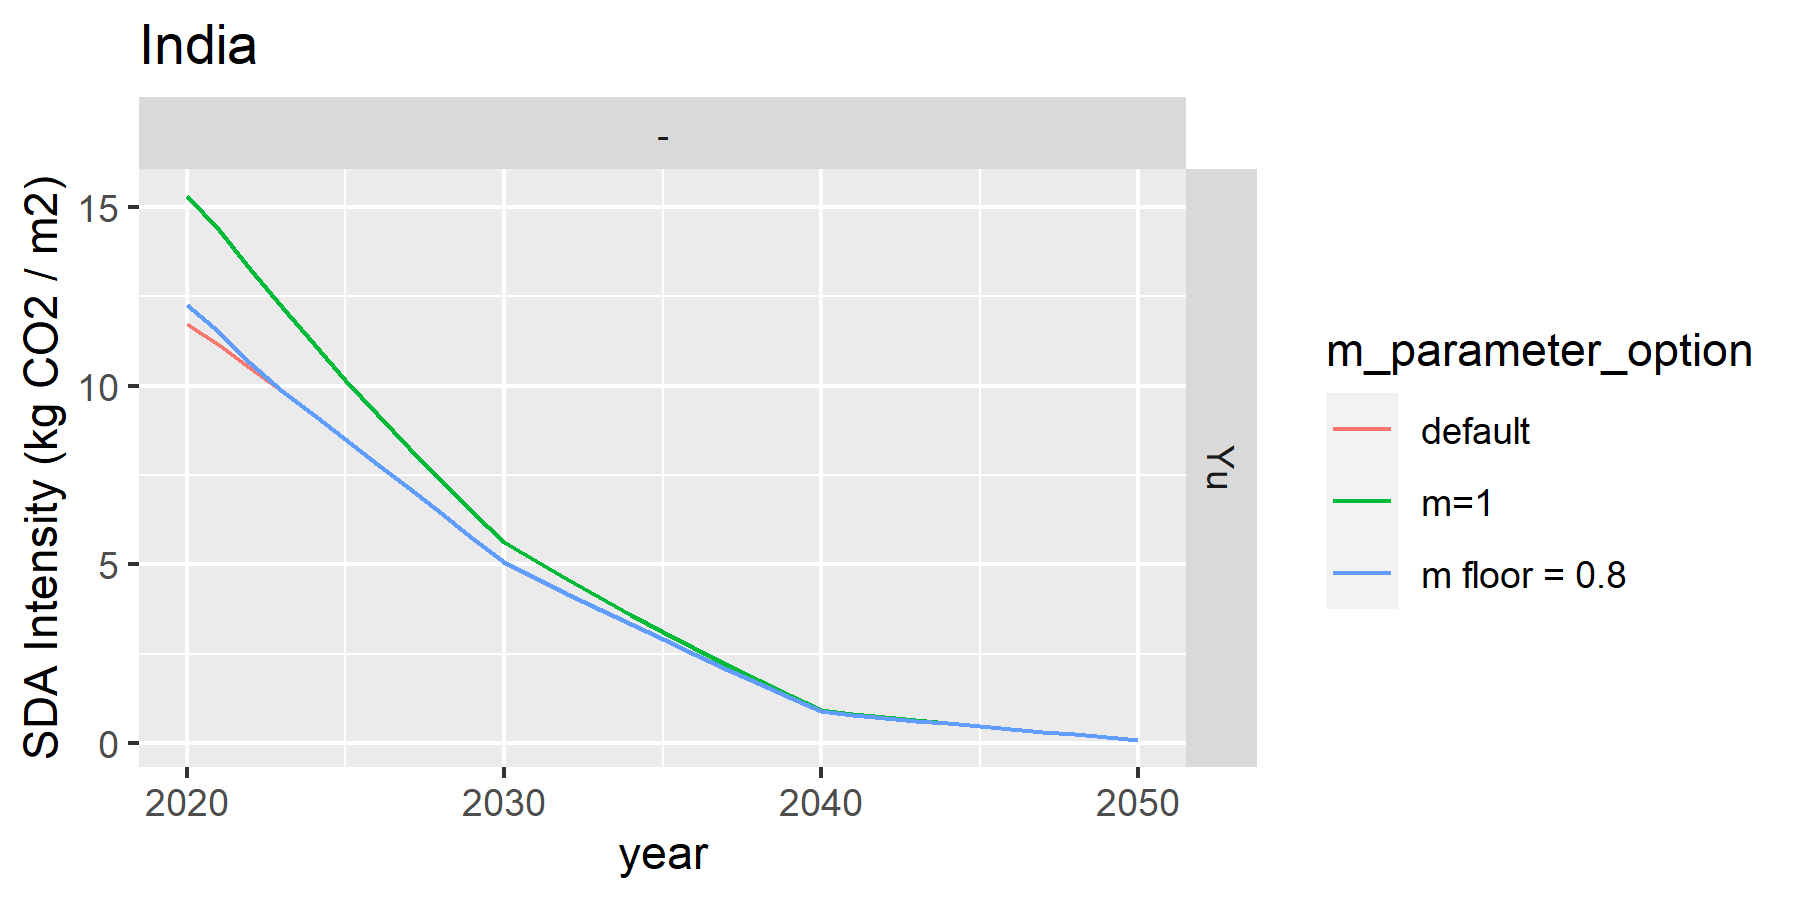 India
-
Yu
SDA Intensity (kg CO2 / m2)
15
10
5
0
2020 2030 2040 2050
year
m_parameter_option
default
m=1
m floor = 0.8